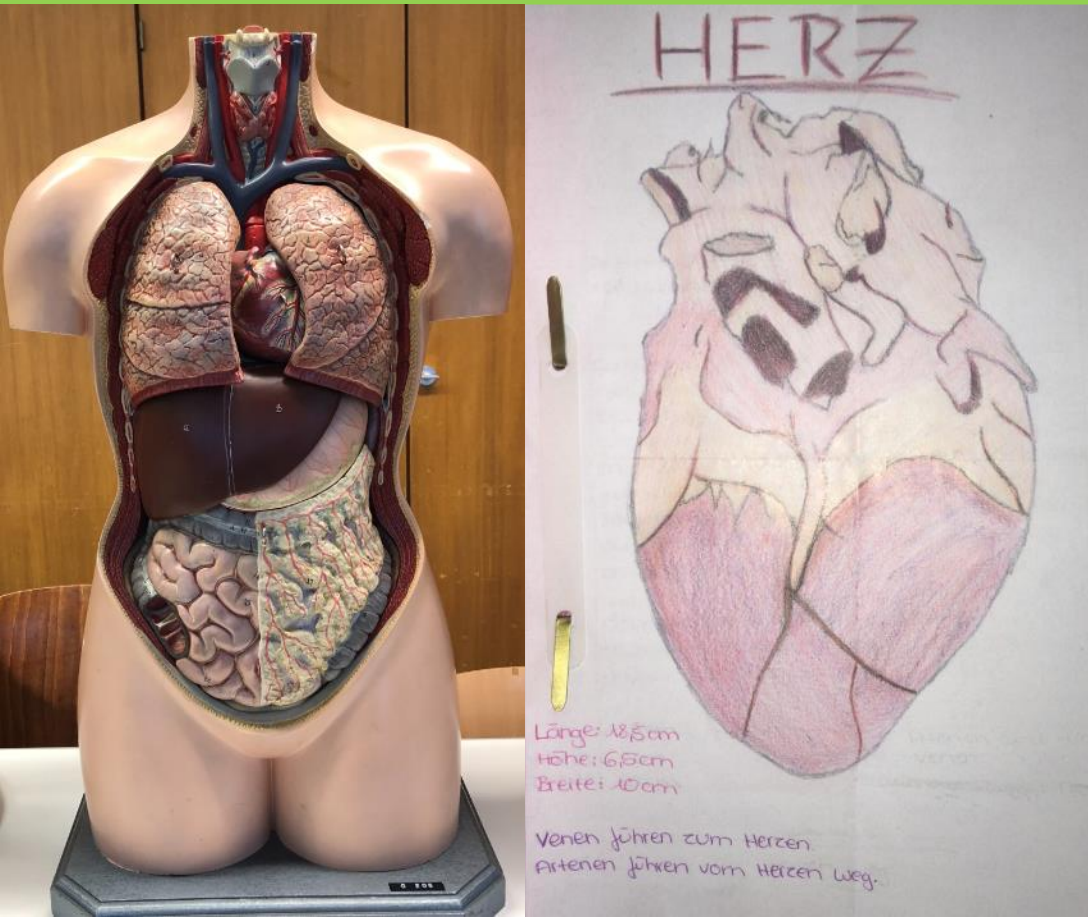 HERZ
Länge: 18,5cm
Höhe: 6,5cm
Breite: 10cm
Venen führen zum Herzen.
Arterien führen vom Herzen weg.